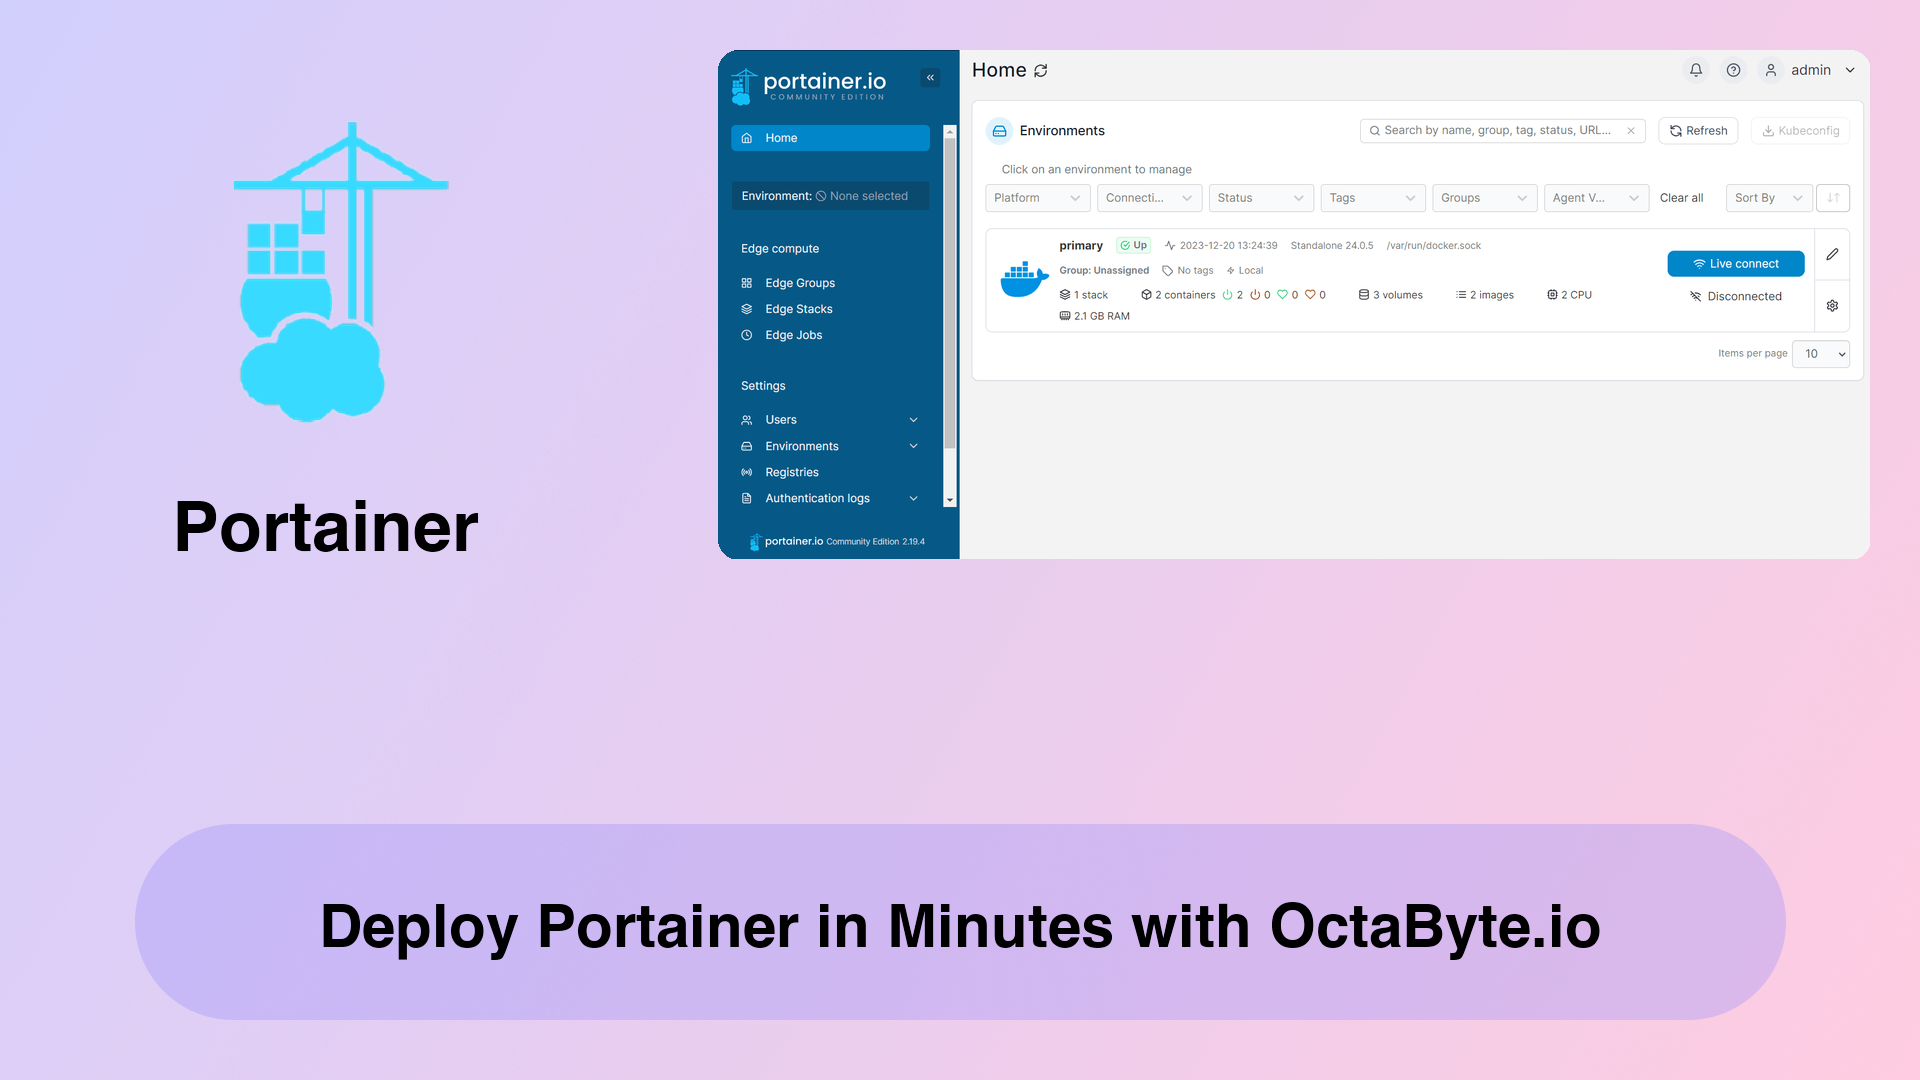 Portainer
portainer.io
COMMUNITY EDITION
Home
Environment: None selected
Edge compute
Edge Groups
Edge Stacks
Edge Jobs
Settings
Users
Environments
Registries
Authentication logs
portainer.io Community Edition 2.19.4
Home
admin
Environments
Search by name, group, tag, status, URL...
Refresh
Kubeconfig
Click on an environment to manage
Platform
Connecti...
Status
Tags
Groups
Agent V...
Clear all
Sort By
primary Up 2023-12-20 13:24:39 Standalone 24.0.5 /var/run/docker.sock
Group: Unassigned No tags Local
1 stack 2 containers 2 0 0 0 3 volumes 2 images 2 CPU
2.1 GB RAM
Live connect
Disconnected
Items per page 10
Deploy Portainer in Minutes with OctaByte.io